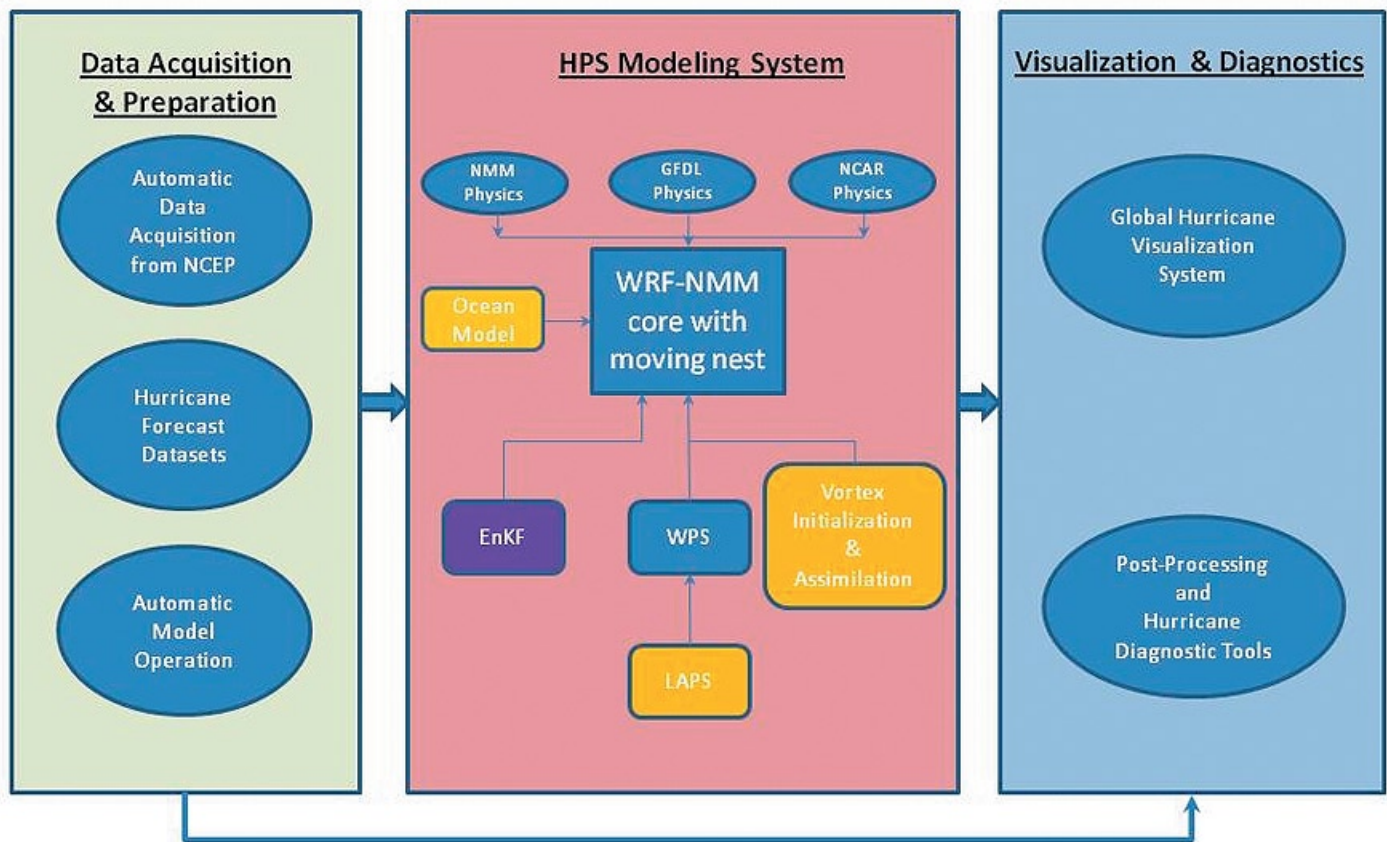 Data Acquisition
& Preparation
Automatic
Data
Acquisition
from NCEP
Hurricane
Forecast
Datasets
Automatic
Model
Operation
HPS Modeling System
NMM
Physics
GFDL
Physics
NCAR
Physics
WRF-NMM
core with
moving nest
Ocean
Model
EnKF
WPS
Vortex
Initialization
&
Assimilation
LAPS
Visualization & Diagnostics
Global Hurricane
Visualization
System
Post-Processing
and
Hurricane
Diagnostic Tools